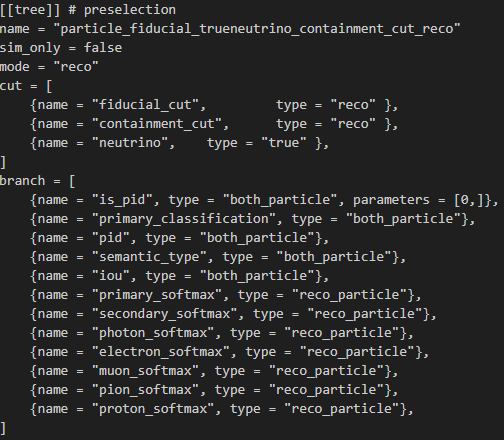 [[tree]] # preselection
name = "particle_fiducial_trueneutrino_containment_cut_reco"
sim_only = false
mode = "reco"
cut = [
    {name = "fiducial_cut",         type = "reco" },
    {name = "containment_cut",      type = "reco" },
    {name = "neutrino",    type = "true" },
]
branch = [
    {name = "is_pid", type = "both_particle", parameters = [0,]},
    {name = "primary_classification", type = "both_particle"},
    {name = "pid", type = "both_particle"},
    {name = "semantic_type", type = "both_particle"},
    {name = "iou", type = "both_particle"},
    {name = "primary_softmax", type = "reco_particle"},
    {name = "secondary_softmax", type = "reco_particle"},
    {name = "photon_softmax", type = "reco_particle"},
    {name = "electron_softmax", type = "reco_particle"},
    {name = "muon_softmax", type = "reco_particle"},
    {name = "pion_softmax", type = "reco_particle"},
    {name = "proton_softmax", type = "reco_particle"},
]